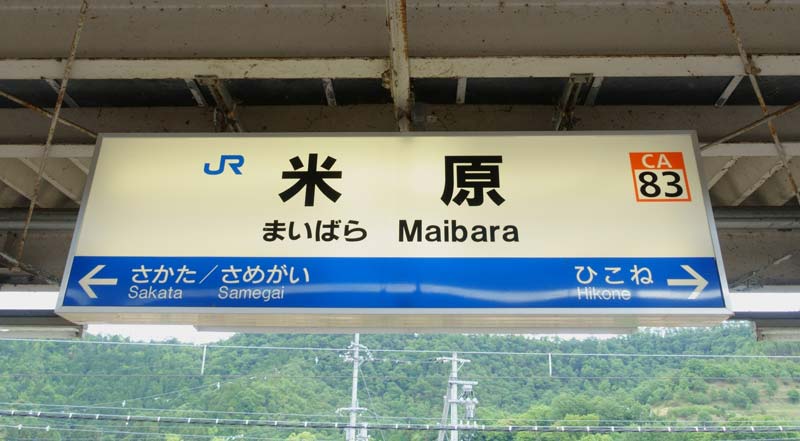 JR 米原 CA 83
まいばら Maibara
← さかた／さめがい ひこね →
Sakata Samegai Hikone